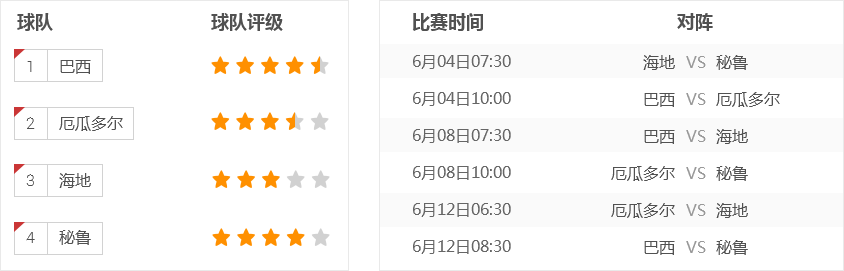 球队 球队评级
1 巴西
2 厄瓜多尔
3 海地
4 秘鲁
比赛时间 对阵
6月04日07:30 海地 VS 秘鲁
6月04日10:00 巴西 VS 厄瓜多尔
6月08日07:30 巴西 VS 海地
6月08日10:00 厄瓜多尔 VS 秘鲁
6月12日06:30 厄瓜多尔 VS 海地
6月12日08:30 巴西 VS 秘鲁